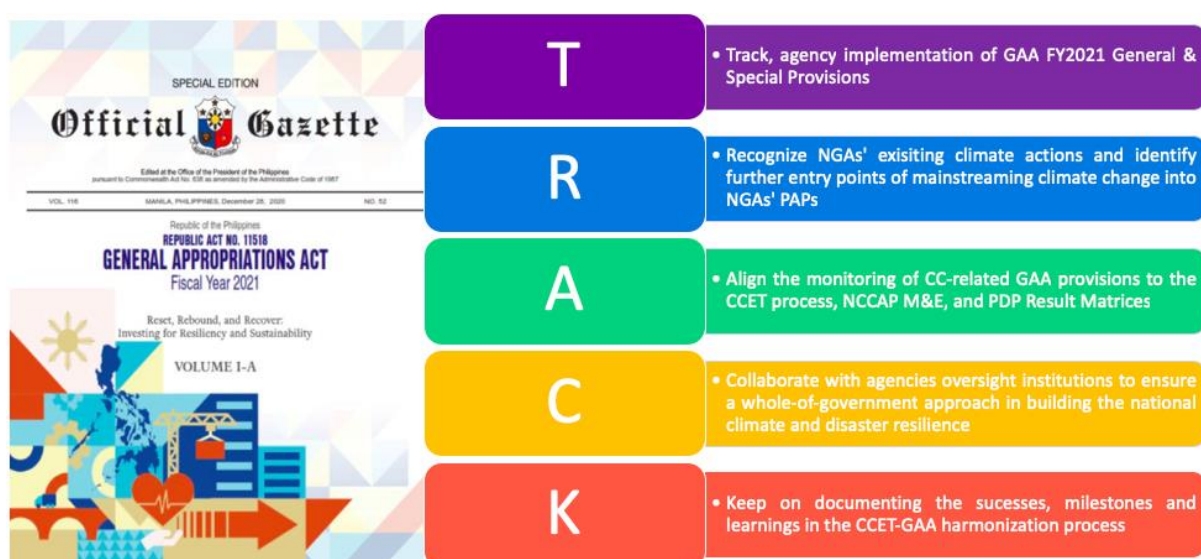 SPECIAL EDITION
Official Gazette
Edited at the Office of the President of the Philippines
pursuant to Commonwealth Act No. 638 as amended by the Administrative Code of 1987
VOL. 116 MANILA, PHILIPPINES, December 28, 2020 NO. 52
Republic of the Philippines
REPUBLIC ACT NO. 11518
GENERAL APPROPRIATIONS ACT
Fiscal Year 2021
Reset, Rebound, and Recover:
Investing for Resiliency and Sustainability
VOLUME I-A
T
• Track, agency implementation of GAA FY2021 General &
Special Provisions
R
• Recognize NGAs' exisiting climate actions and identify
further entry points of mainstreaming climate change into
NGAs' PAPs
A
• Align the monitoring of CC-related GAA provisions to the
CCET process, NCCAP M&E, and PDP Result Matrices
C
• Collaborate with agencies oversight institutions to ensure
a whole-of-government approach in building the national
climate and disaster resilience
K
• Keep on documenting the sucesses, milestones and
learnings in the CCET-GAA harmonization process